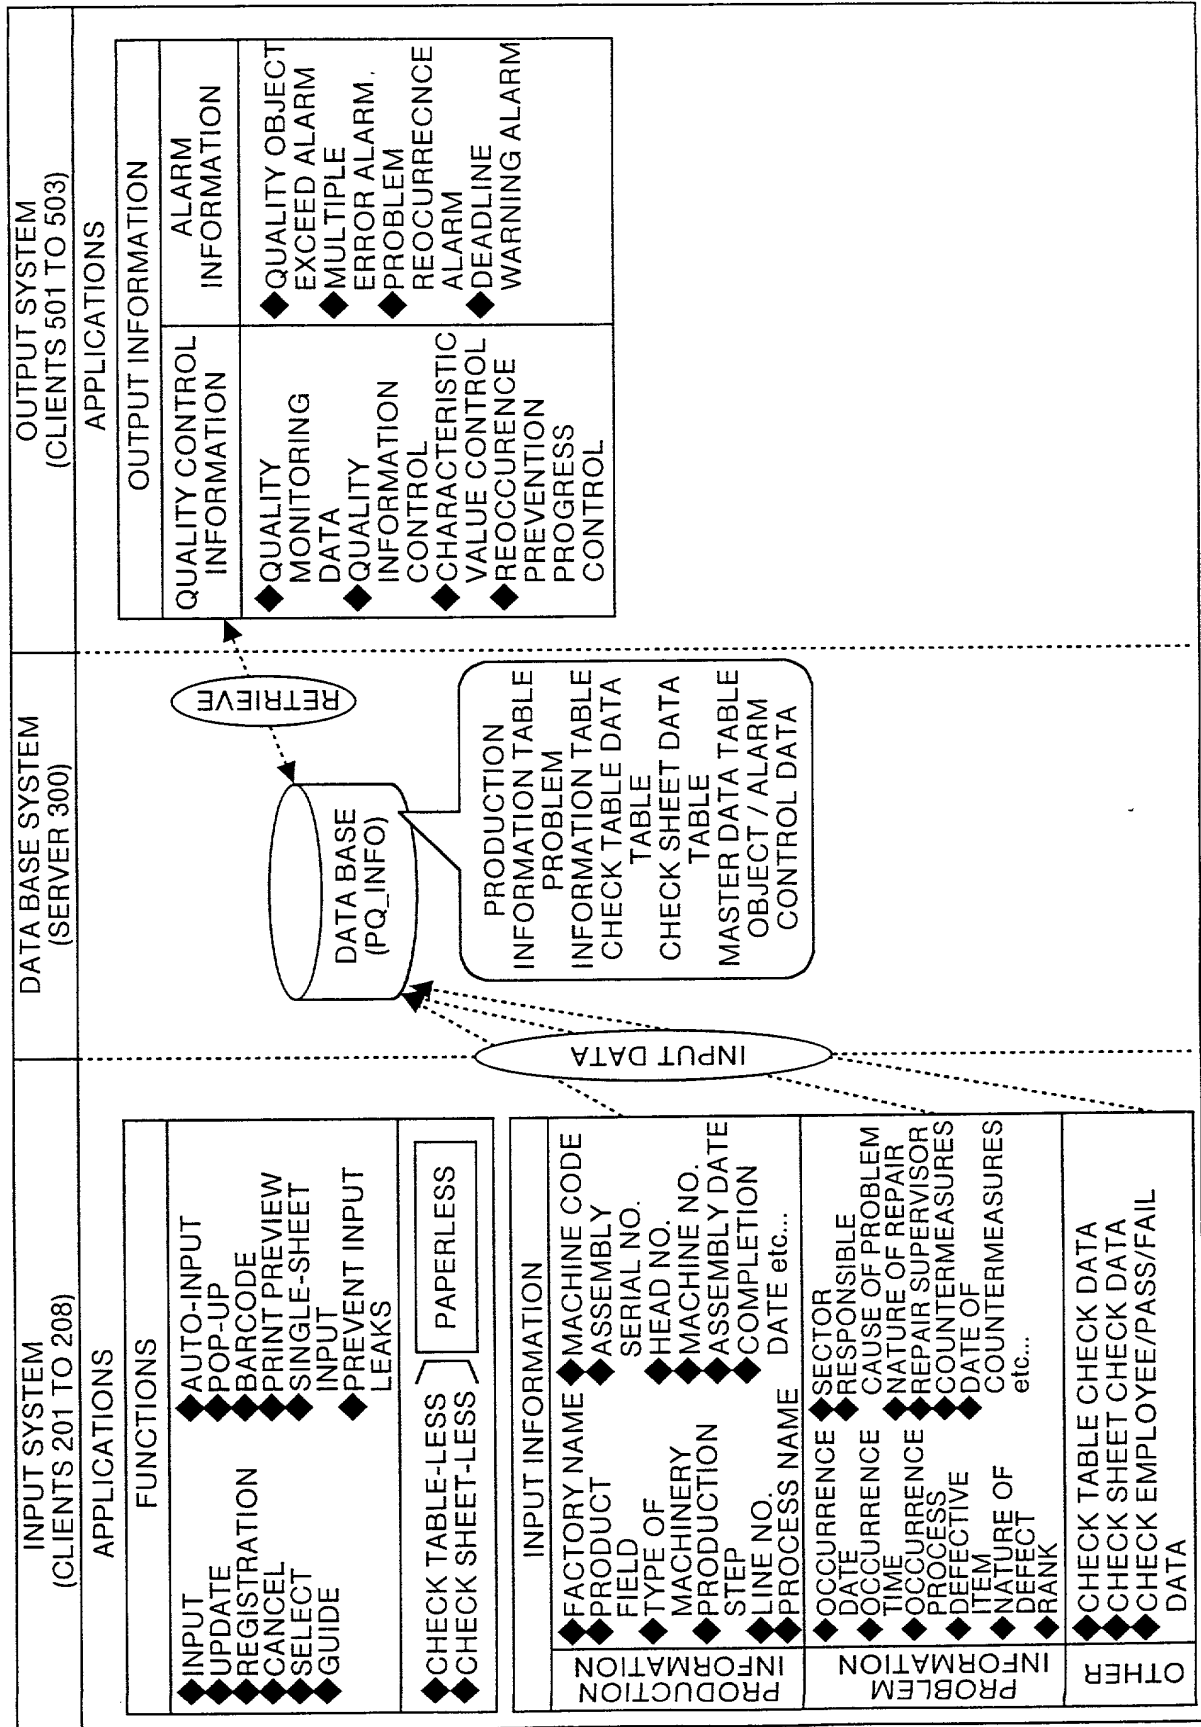 INPUT SYSTEM
(CLIENTS 201 TO 208)
APPLICATIONS
FUNCTIONS
◆INPUT
◆UPDATE
◆REGISTRATION
◆CANCEL
◆SELECT
◆GUIDE
◆AUTO-INPUT
◆POP-UP
◆BARCODE
◆PRINT PREVIEW
◆SINGLE-SHEET
INPUT
◆PREVENT INPUT
LEAKS
◆CHECK TABLE-LESS
◆CHECK SHEET-LESS
PAPERLESS
INPUT INFORMATION
PRODUCTION
INFORMATION
◆FACTORY NAME
◆PRODUCT
FIELD
◆TYPE OF
MACHINERY
◆PRODUCTION
STEP
◆LINE NO.
◆PROCESS NAME
◆MACHINE CODE
◆ASSEMBLY
SERIAL NO.
◆HEAD NO.
◆MACHINE NO.
◆ASSEMBLY DATE
◆COMPLETION
DATE etc...
PROBLEM
INFORMATION
◆OCCURRENCE
DATE
◆OCCURRENCE
TIME
◆OCCURRENCE
PROCESS
◆DEFECTIVE
ITEM
◆NATURE OF
DEFECT
◆RANK
◆SECTOR
◆RESPONSIBLE
CAUSE OF PROBLEM
◆NATURE OF REPAIR
◆REPAIR SUPERVISOR
◆COUNTERMEASURES
◆DATE OF
COUNTERMEASURES
etc...
OTHER
◆CHECK TABLE CHECK DATA
◆CHECK SHEET CHECK DATA
◆CHECK EMPLOYEE/PASS/FAIL
DATA
INPUT DATA
DATA BASE SYSTEM
(SERVER 300)
DATA BASE
(PQ_INFO)
PRODUCTION
INFORMATION TABLE
PROBLEM
INFORMATION TABLE
CHECK TABLE DATA
TABLE
CHECK SHEET DATA
TABLE
MASTER DATA TABLE
OBJECT / ALARM
CONTROL DATA
RETRIEVE
OUTPUT SYSTEM
(CLIENTS 501 TO 503)
APPLICATIONS
OUTPUT INFORMATION
QUALITY CONTROL
INFORMATION
◆QUALITY
MONITORING
DATA
◆QUALITY
INFORMATION
CONTROL
◆CHARACTERISTIC
VALUE CONTROL
◆REOCCURENCE
PREVENTION
PROGRESS
CONTROL
ALARM
INFORMATION
◆QUALITY OBJECT
EXCEED ALARM
◆MULTIPLE
ERROR ALARM.
◆PROBLEM
REOCURRECNCE
ALARM
◆DEADLINE
WARNING ALARM